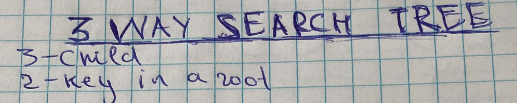 3 WAY SEARCH TREE
3-Child
2-Key in a root